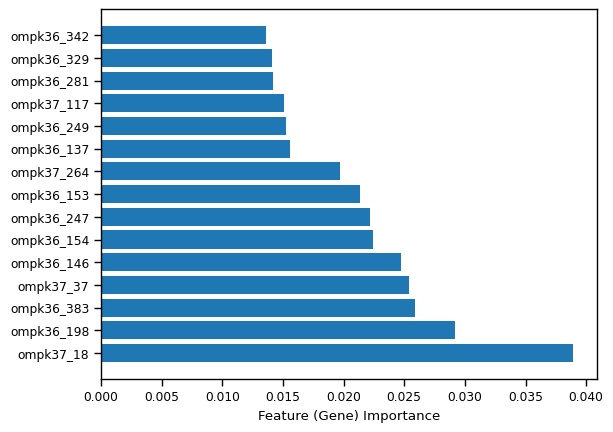 ompk36_342
ompk36_329
ompk36_281
ompk37_117
ompk36_249
ompk36_137
ompk37_264
ompk36_153
ompk36_247
ompk36_154
ompk36_146
ompk37_37
ompk36_383
ompk36_198
ompk37_18
0.000 0.005 0.010 0.015 0.020 0.025 0.030 0.035 0.040
Feature (Gene) Importance